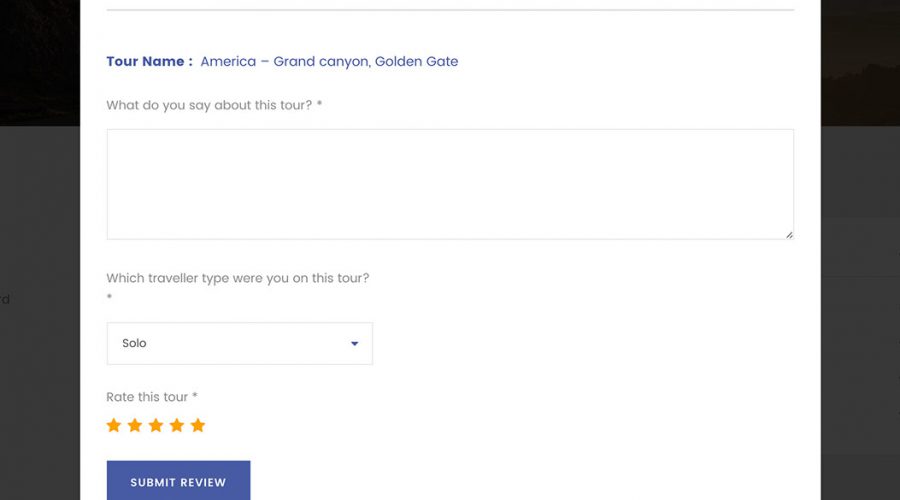 Tour Name : America – Grand canyon, Golden Gate
What do you say about this tour? *
Which traveller type were you on this tour?
*
rd
Solo
Rate this tour *
SUBMIT REVIEW